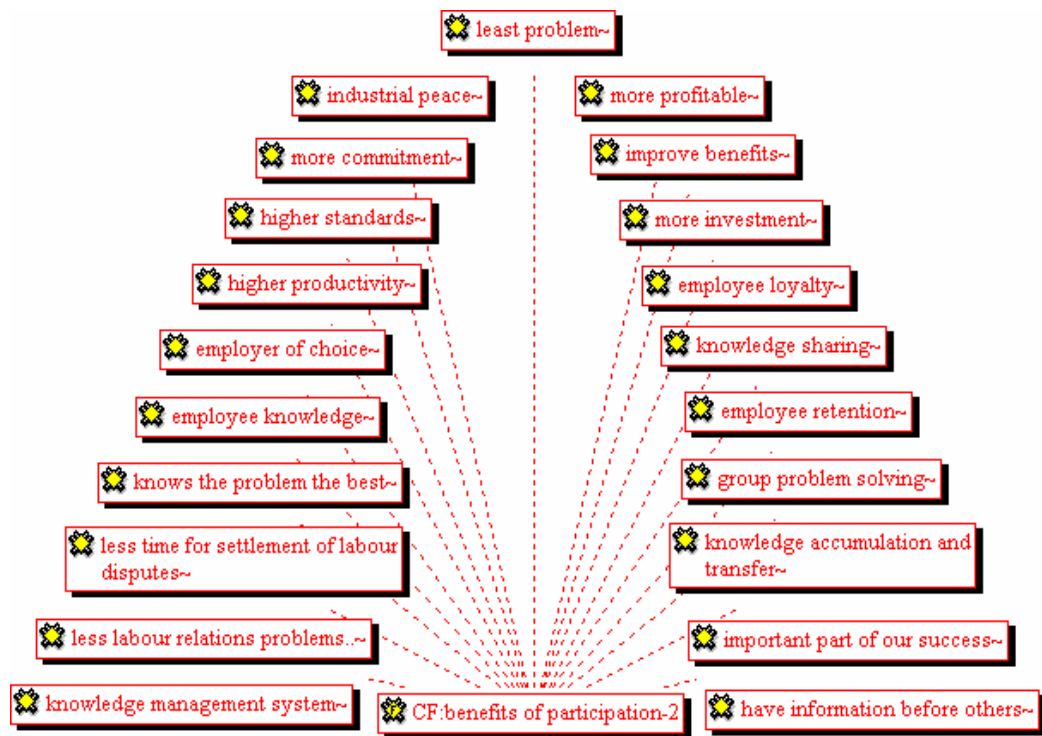 least problem~
industrial peace~
more profitable~
more commitment~
improve benefits~
higher standards~
more investment~
higher productivity~
employee loyalty~
employer of choice~
knowledge sharing~
employee knowledge~
employee retention~
knows the problem the best~
group problem solving~
less time for settlement of labour
disputes~
knowledge accumulation and
transfer~
less labour relations problems..~
important part of our success~
knowledge management system~
F
CF:benefits of participation-2
have information before others~